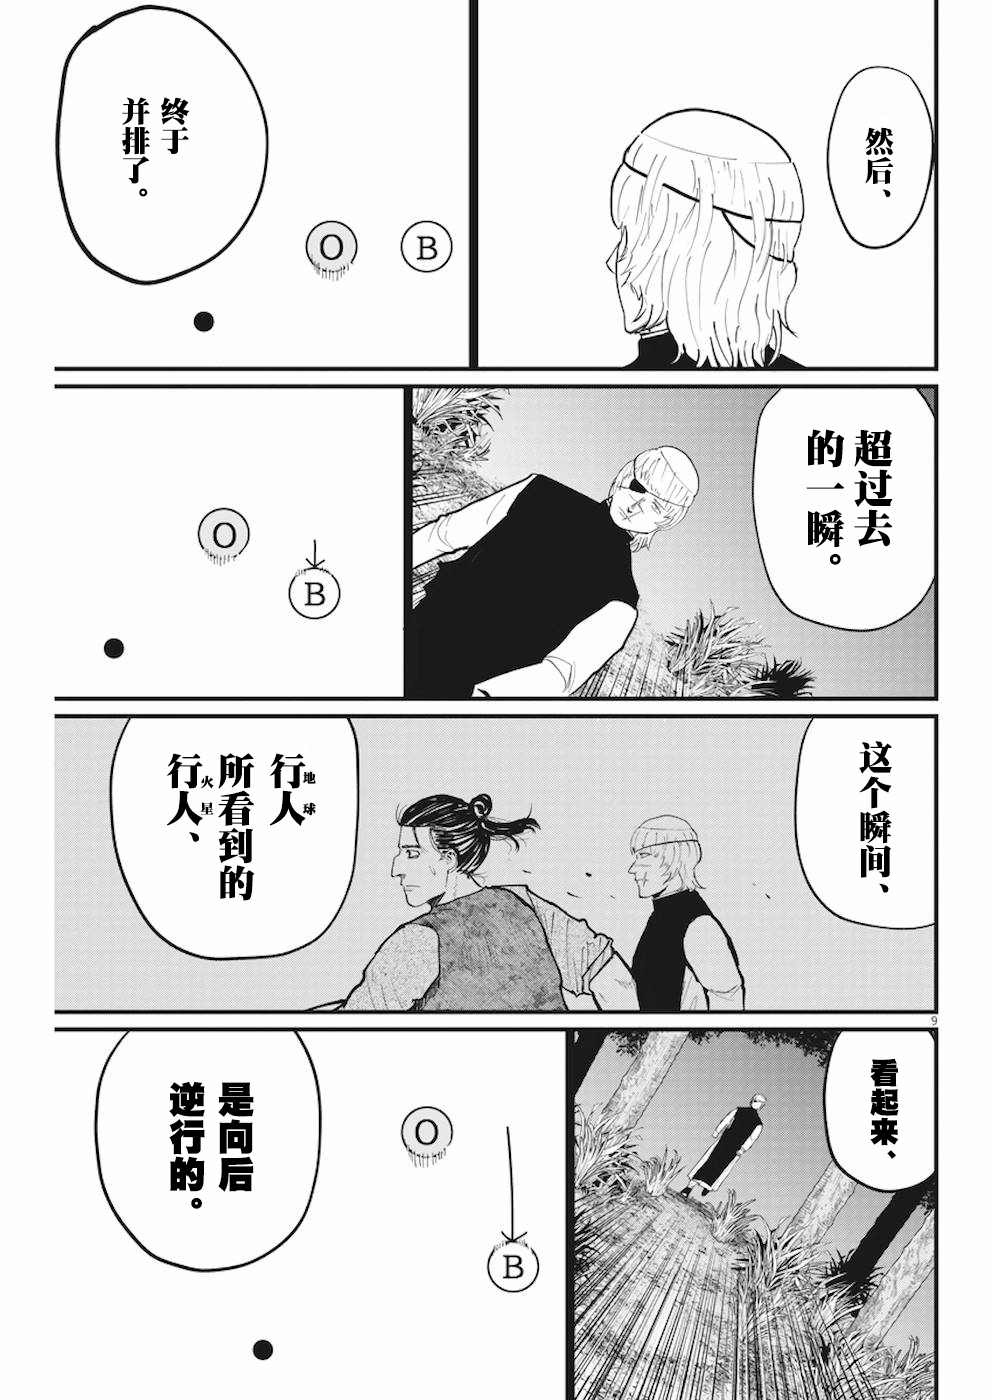 然后、
终于
并排了。
O
B
超过去
的一瞬。
O
B
这个瞬间、
行人
地球
所看到的
行人、
火星
9
看起来、
是向后
逆行的。
O
B